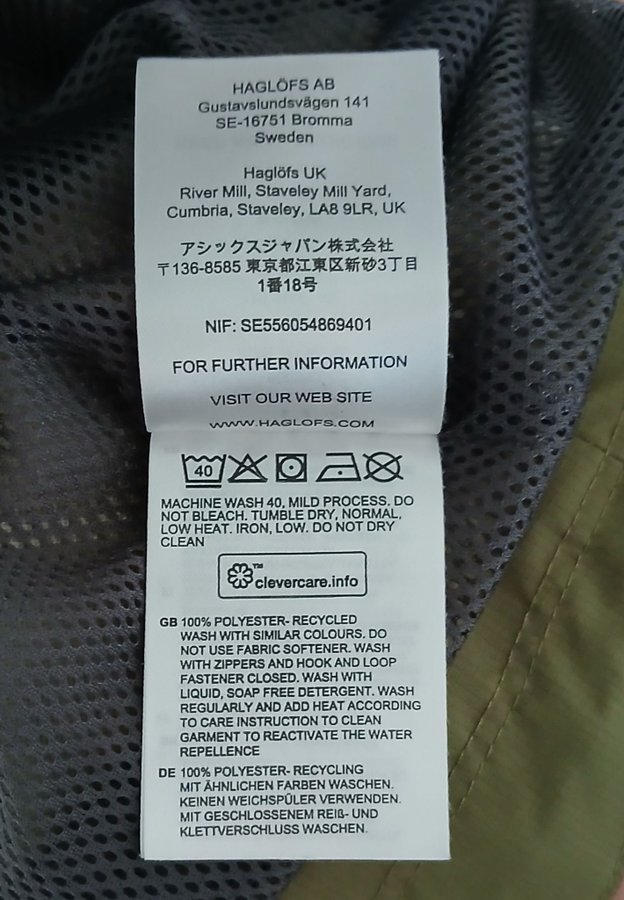 HAGLÖFS AB
Gustavslundsvägen 141
SE-16751 Bromma
Sweden
Haglöfs UK
River Mill, Staveley Mill Yard,
Cumbria, Staveley, LA8 9LR, UK
アシックスジャパン株式会社
〒136-8585 東京都江東区新砂3丁目
1番18号
NIF: SE556054869401
FOR FURTHER INFORMATION
VISIT OUR WEB SITE
WWW.HAGLOFS.COM
40
MACHINE WASH 40, MILD PROCESS. DO
NOT BLEACH. TUMBLE DRY, NORMAL,
LOW HEAT. IRON, LOW. DO NOT DRY
CLEAN
™ clevercare.info
GB 100% POLYESTER- RECYCLED
WASH WITH SIMILAR COLOURS. DO
NOT USE FABRIC SOFTENER. WASH
WITH ZIPPERS AND HOOK AND LOOP
FASTENER CLOSED. WASH WITH
LIQUID, SOAP FREE DETERGENT. WASH
REGULARLY AND ADD HEAT ACCORDING
TO CARE INSTRUCTION TO CLEAN
GARMENT TO REACTIVATE THE WATER
REPELLENCE
DE 100% POLYESTER- RECYCLING
MIT ÄHNLICHEN FARBEN WASCHEN.
KEINEN WEICHSPÜLER VERWENDEN.
MIT GESCHLOSSENEM REIß- UND
KLETTVERSCHLUSS WASCHEN.